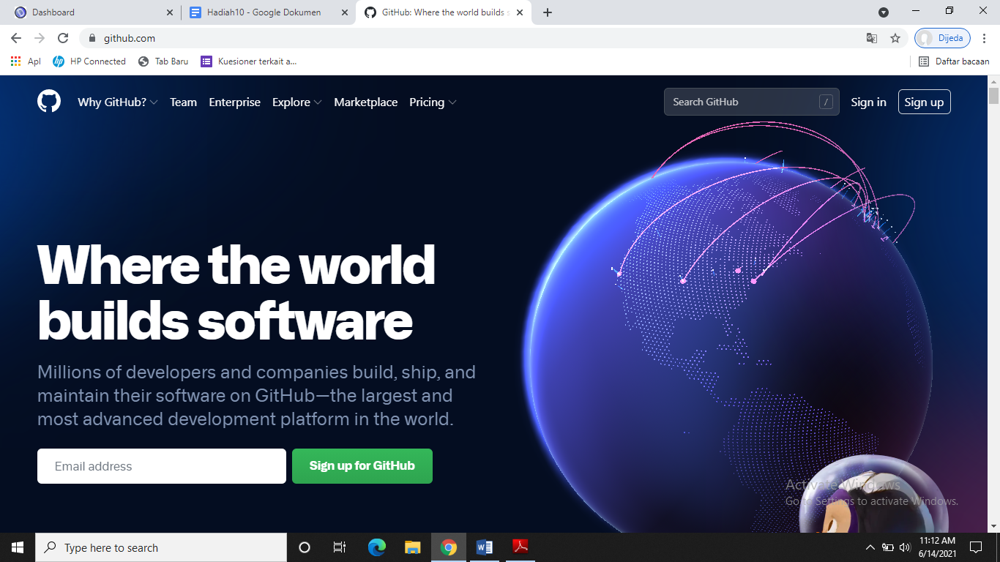 Dashboard
Hadiah10 - Google Dokumen
GitHub: Where the world builds s
github.com
Dijeda
Apl
HP Connected
Tab Baru
Kuesioner terkait a...
Daftar bacaan
Why GitHub?
Team
Enterprise
Explore
Marketplace
Pricing
Search GitHub
/
Sign in
Sign up
Where the world
builds software
Millions of developers and companies build, ship, and
maintain their software on GitHub—the largest and
most advanced development platform in the world.
Email address
Sign up for GitHub
Activate Windows
Go to Settings to activate Windows.
Type here to search
11:12 AM
6/14/2021